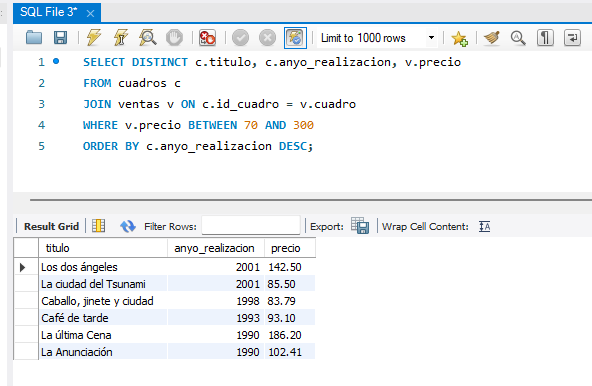 SQL File 3*
Limit to 1000 rows
1 SELECT DISTINCT c.titulo, c.anyo_realizacion, v.precio
2 FROM cuadros c
3 JOIN ventas v ON c.id_cuadro = v.cuadro
4 WHERE v.precio BETWEEN 70 AND 300
5 ORDER BY c.anyo_realizacion DESC;
Result Grid Filter Rows: Export: Wrap Cell Content:
titulo anyo_realizacion precio
Los dos ángeles 2001 142.50
La ciudad del Tsunami 2001 85.50
Caballo, jinete y ciudad 1998 83.79
Café de tarde 1993 93.10
La última Cena 1990 186.20
La Anunciación 1990 102.41